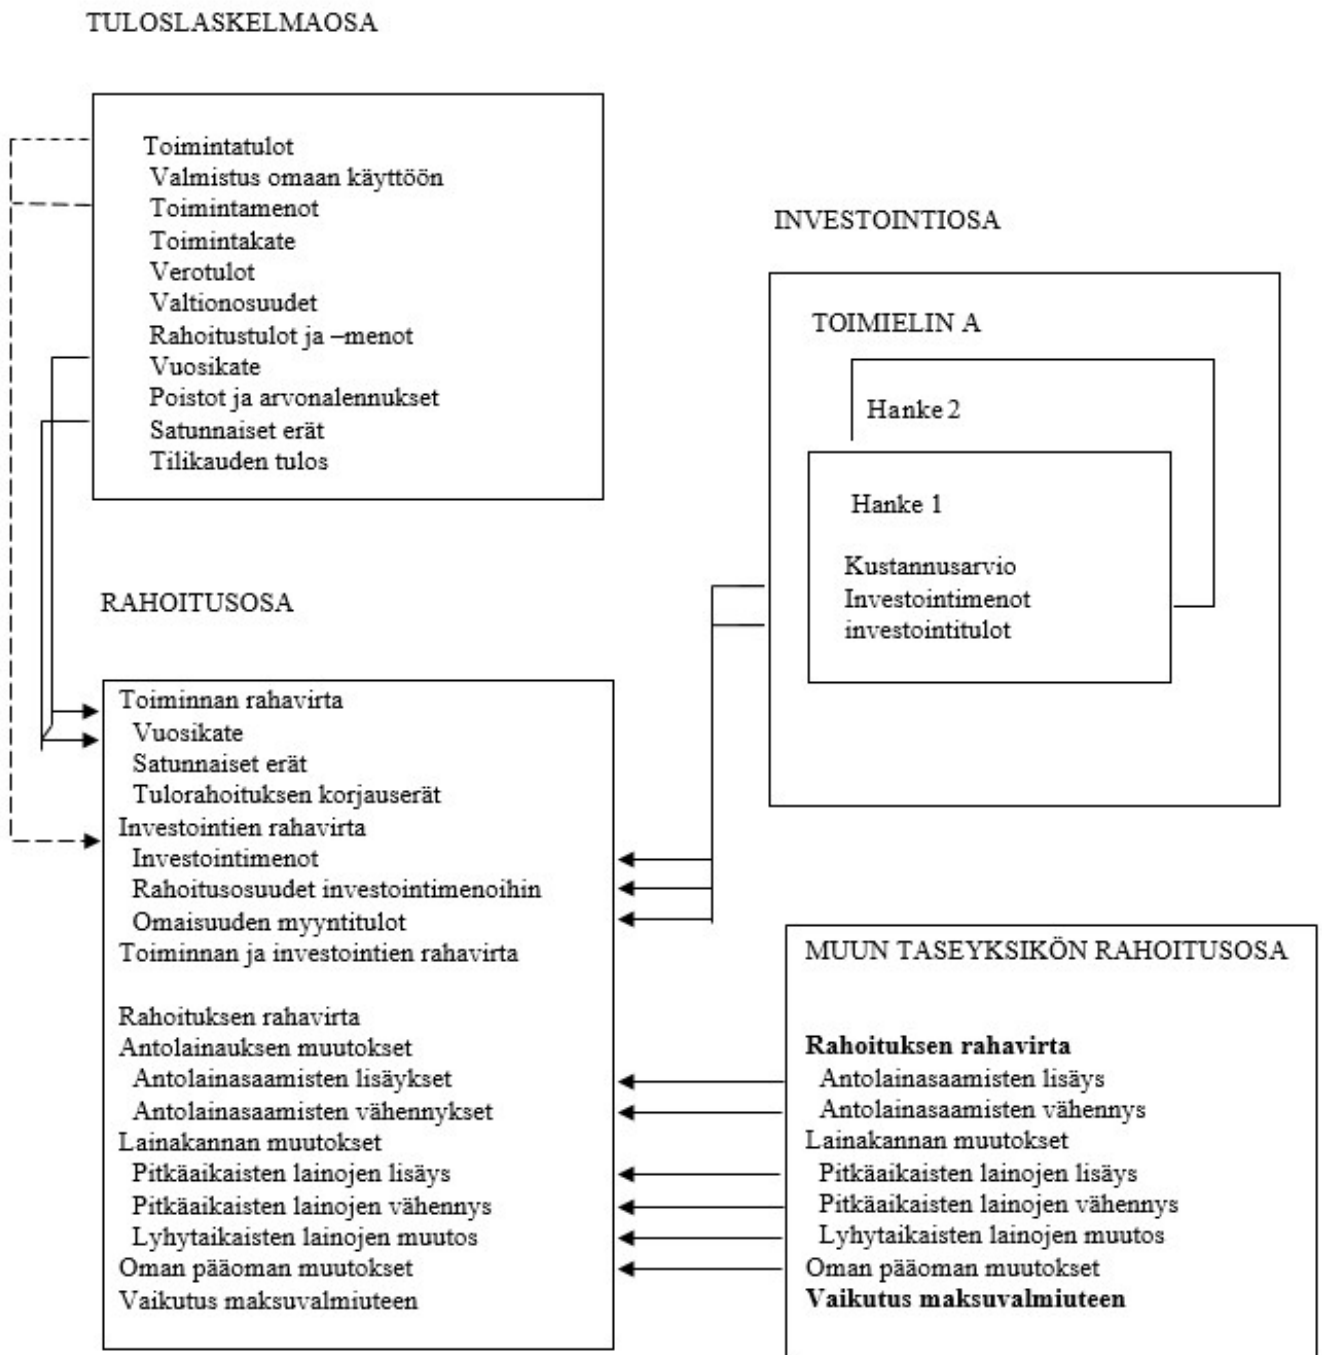 TULOSLASKELMAOSA
Toimintatulot
Valmistus omaan käyttöön
Toimintamenot
Toimintakate
Verotulot
Valtionosuudet
Rahoitustulot ja –menot
Vuosikate
Poistot ja arvonalennukset
Satunnaiset erät
Tilikauden tulos
INVESTOINTIOSA
TOIMIELIN A
Hanke 2
Hanke 1
Kustannusarvio
Investointimenot
investointitulot
RAHOITUSOSA
Toiminnan rahavirta
Vuosikate
Satunnaiset erät
Tulorahoituksen korjauserät
Investointien rahavirta
Investointimenot
Rahoitusosuudet investointimenoihin
Omaisuuden myyntitulot
Toiminnan ja investointien rahavirta
Rahoituksen rahavirta
Antolainauksen muutokset
Antolainasaamisten lisäykset
Antolainasaamisten vähennykset
Lainakannan muutokset
Pitkäaikaisten lainojen lisäys
Pitkäaikaisten lainojen vähennys
Lyhytaikaisten lainojen muutos
Oman pääoman muutokset
Vaikutus maksuvalmiuteen
MUUN TASEYKSIKÖN RAHOITUSOSA
Rahoituksen rahavirta
Antolainasaamisten lisäys
Antolainasaamisten vähennys
Lainakannan muutokset
Pitkäaikaisten lainojen lisäys
Pitkäaikaisten lainojen vähennys
Lyhytaikaisten lainojen muutos
Oman pääoman muutokset
Vaikutus maksuvalmiuteen